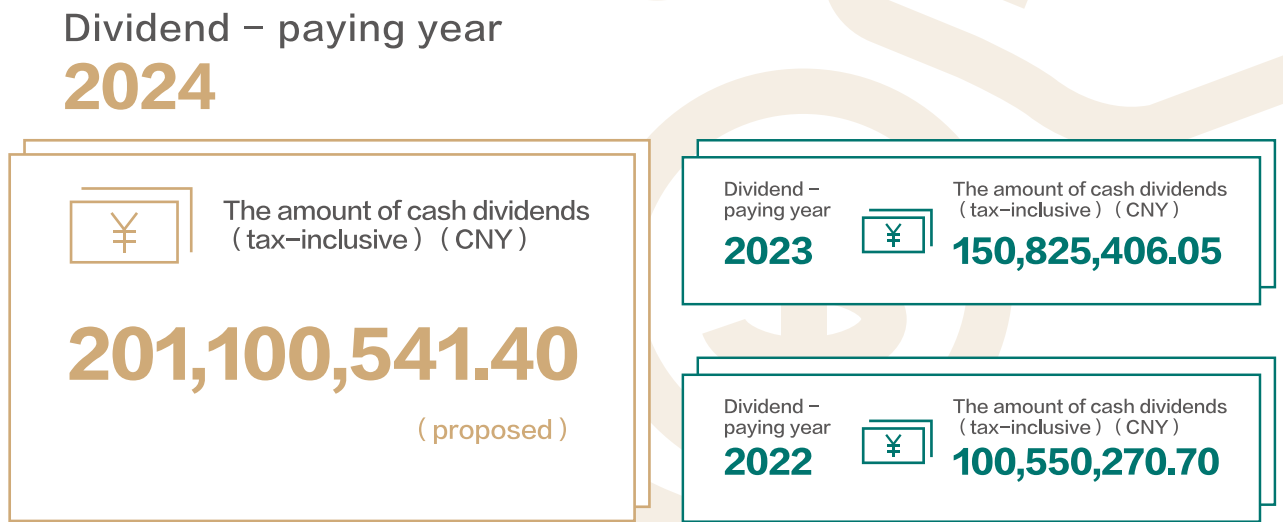 Dividend – paying year
2024
¥
The amount of cash dividends
（tax–inclusive）（CNY）
201,100,541.40
（proposed）
Dividend –
paying year
2023
¥
The amount of cash dividends
（tax–inclusive）（CNY）
150,825,406.05
Dividend –
paying year
2022
¥
The amount of cash dividends
（tax–inclusive）（CNY）
100,550,270.70